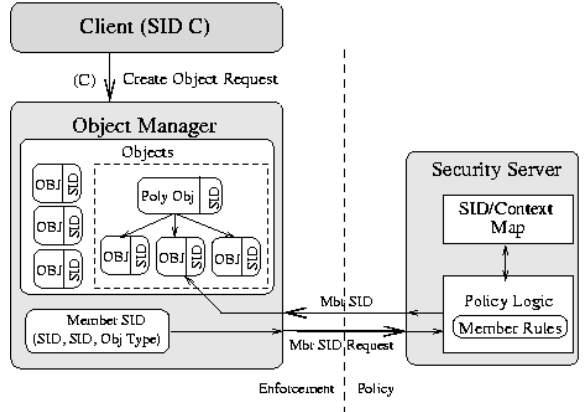 Client (SID C)
(C)
Create Object Request
Object Manager
Objects
OBJ SID
OBJ SID
OBJ SID
Poly Obj SID
OBJ SID
OBJ SID
OBJ SID
Member SID
(SID, SID, Obj Type)
Mbr SID
Mbr SID Request
Enforcement
Policy
Security Server
SID/Context
Map
Policy Logic
Member Rules